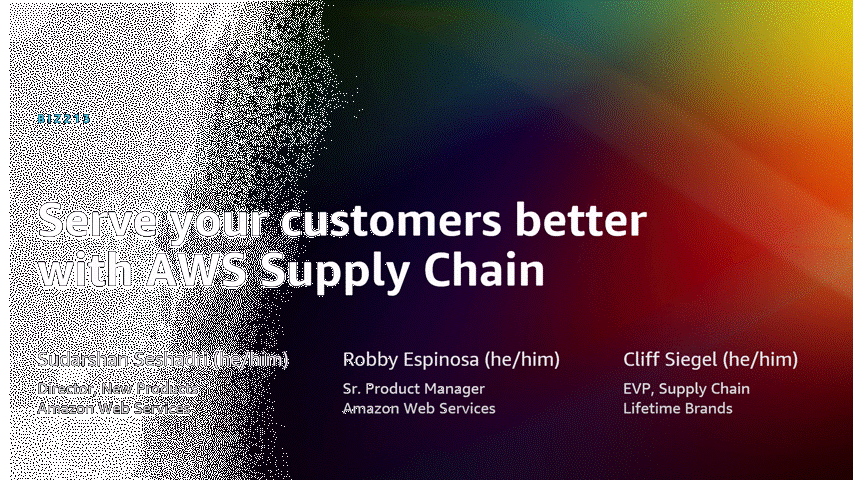 BIZ215
Serve your customers better
with AWS Supply Chain
Sudarshan Seshadri (he/him)
Director, New Products
Amazon Web Services
Robby Espinosa (he/him)
Sr. Product Manager
Amazon Web Services
Cliff Siegel (he/him)
EVP, Supply Chain
Lifetime Brands